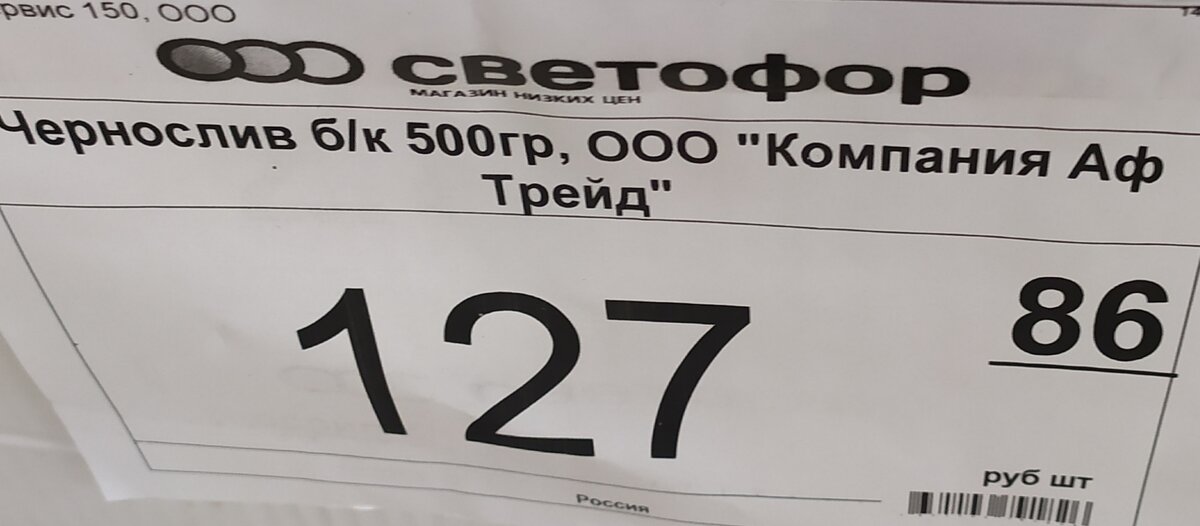 рвис 150, ООО
светофор
МАГАЗИН НИЗКИХ ЦЕН
Чернослив б/к 500гр, ООО "Компания Аф
Трейд"
127 86
руб шт
Россия